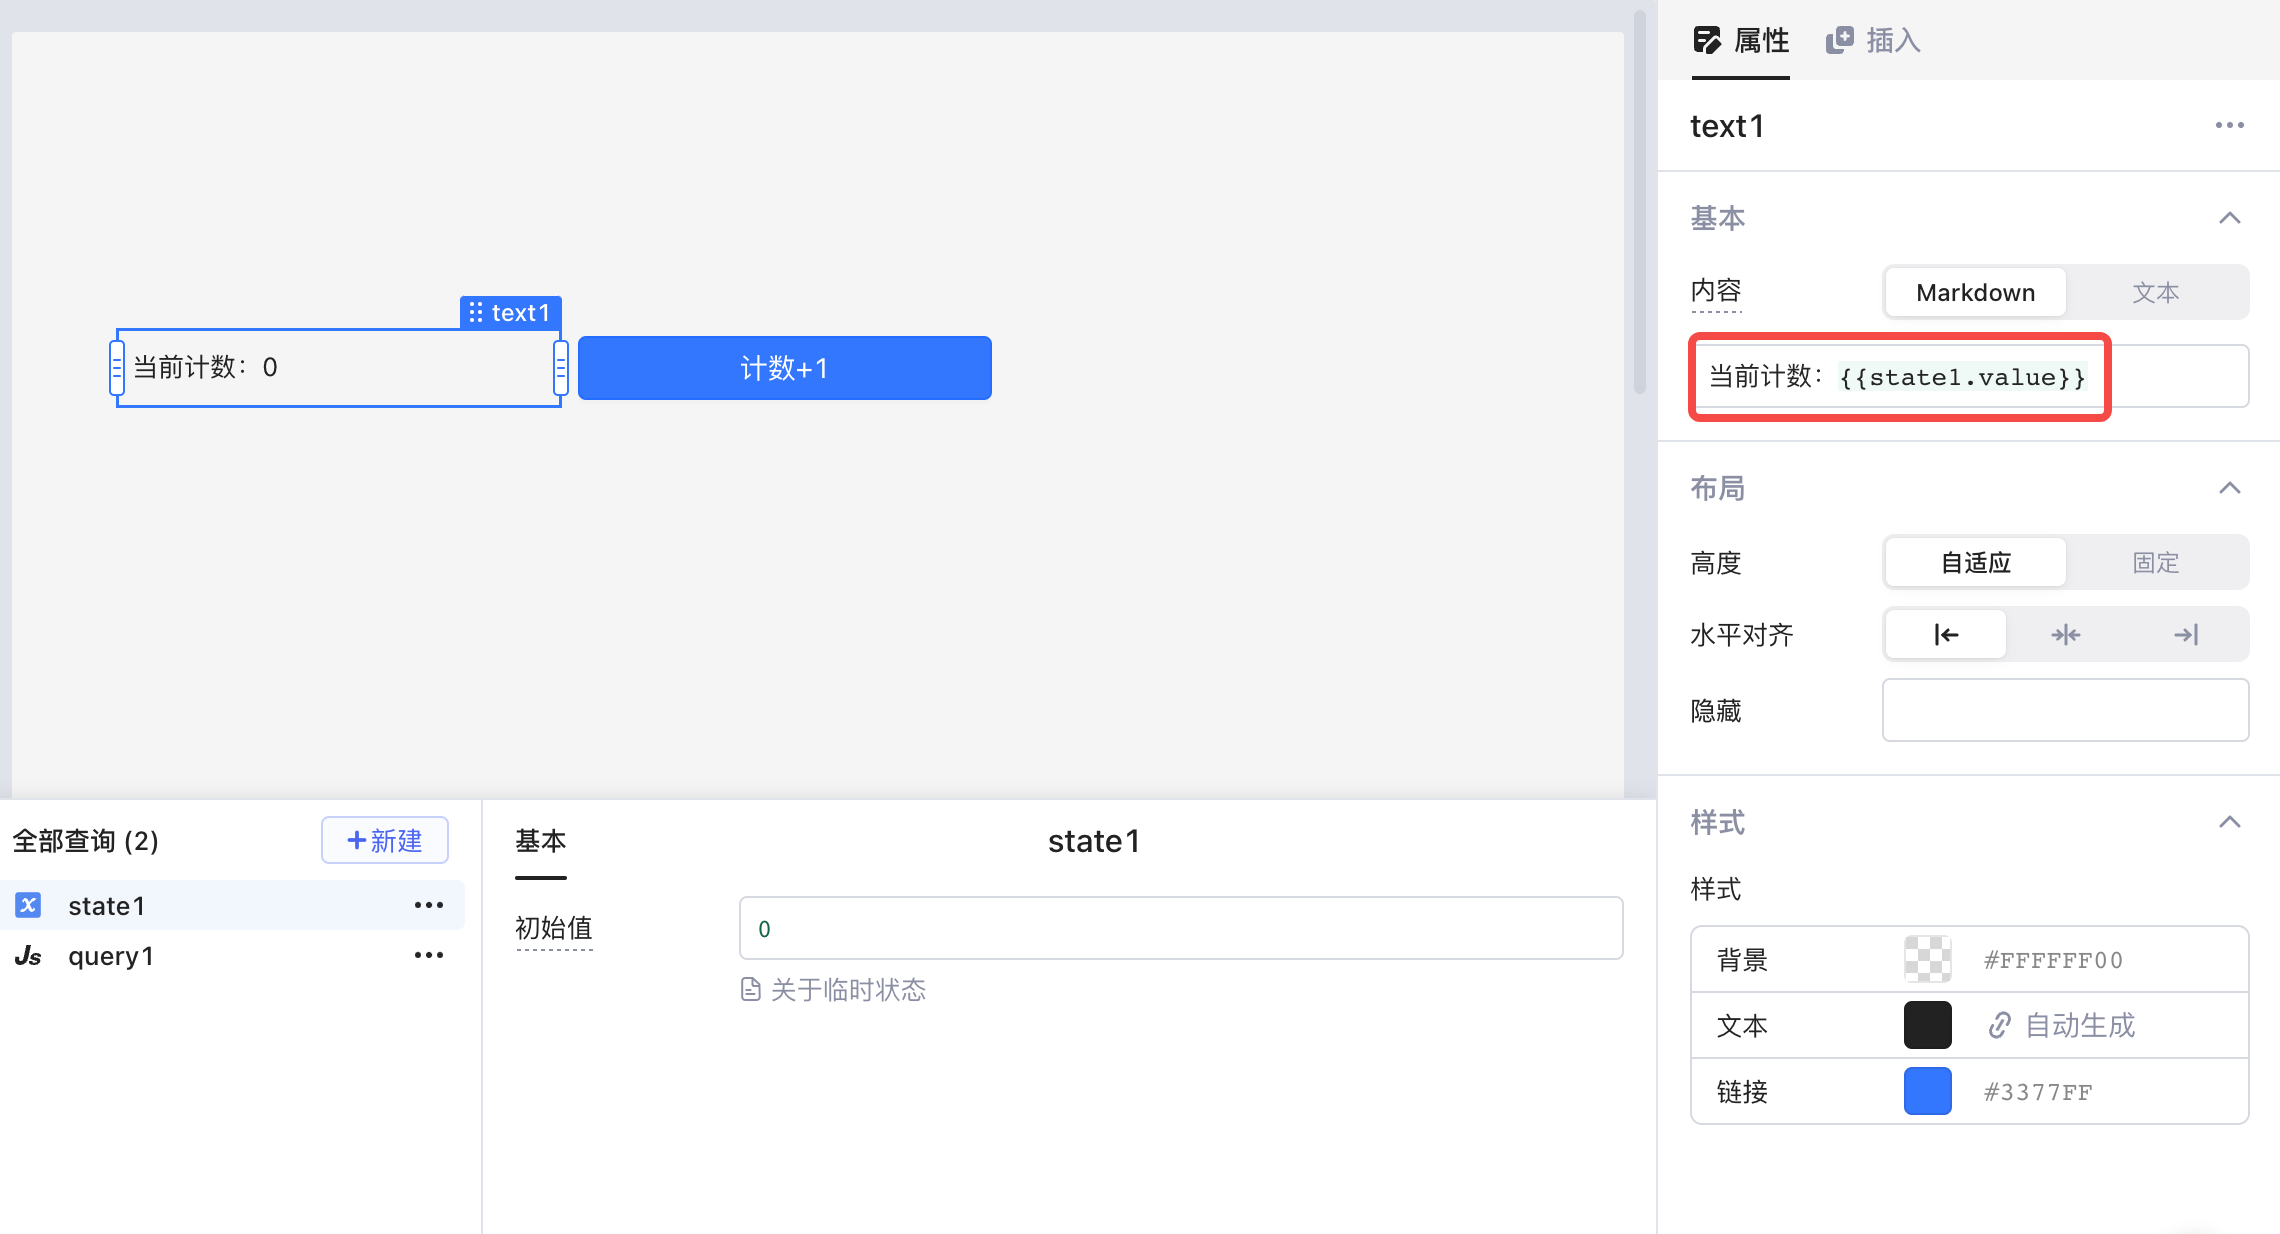 text1
当前计数：0
计数+1
全部查询 (2)
+新建
state1
query1
基本
state1
初始值
0
关于临时状态
属性
插入
text1
基本
内容
Markdown
文本
当前计数：{{state1.value}}
布局
高度
自适应
固定
水平对齐
隐藏
样式
样式
背景
#FFFFFF00
文本
自动生成
链接
#3377FF